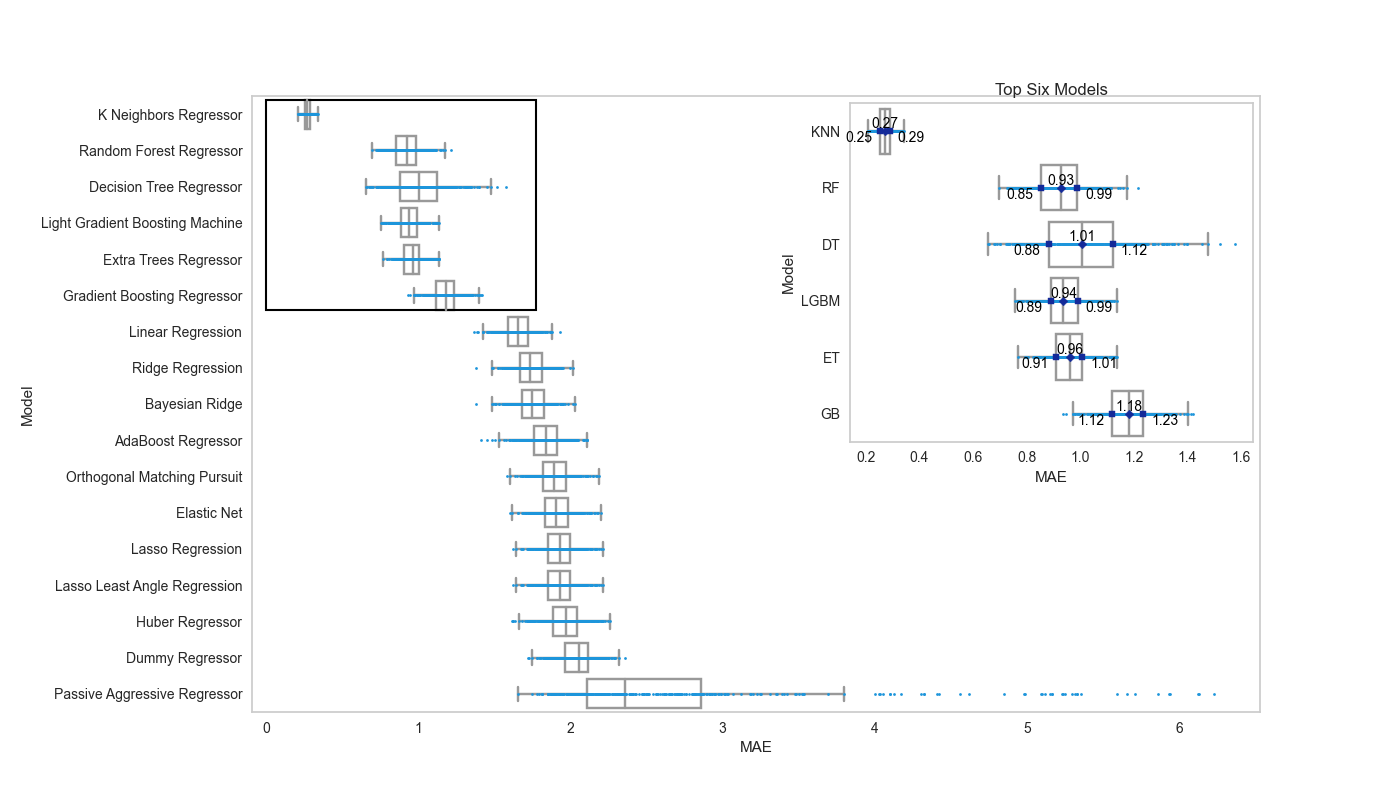 Top Six Models
K Neighbors Regressor
Random Forest Regressor
Decision Tree Regressor
Light Gradient Boosting Machine
Extra Trees Regressor
Gradient Boosting Regressor
Linear Regression
Ridge Regression
Bayesian Ridge
AdaBoost Regressor
Orthogonal Matching Pursuit
Elastic Net
Lasso Regression
Lasso Least Angle Regression
Huber Regressor
Dummy Regressor
Passive Aggressive Regressor
Model
0 1 2 3 4 5 6
MAE
Model
KNN
0.25 0.27 0.29
RF
0.85 0.93 0.99
DT
0.88 1.01 1.12
LGBM
0.89 0.94 0.99
ET
0.91 0.96 1.01
GB
1.12 1.18 1.23
0.2 0.4 0.6 0.8 1.0 1.2 1.4 1.6
MAE